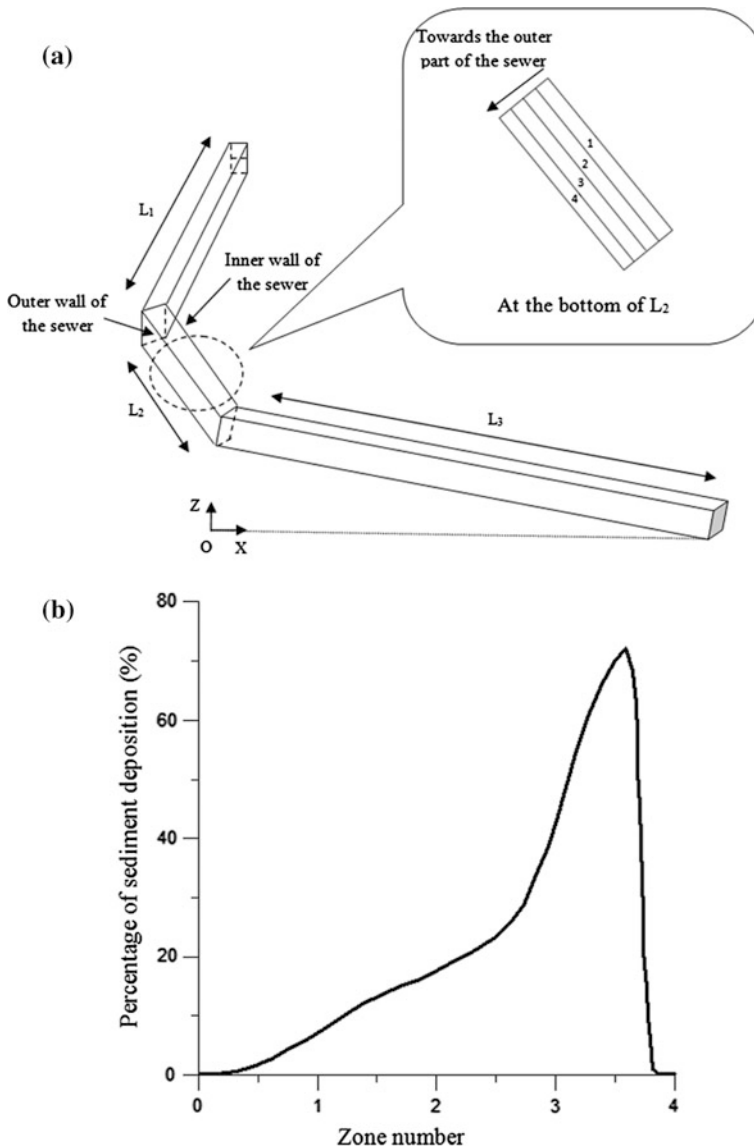 (a)
Towards the outer
part of the sewer
1
2
3
4
At the bottom of L2
L1
Inner wall of
the sewer
Outer wall of
the sewer
L2
L3
Z
O
X
(b)
Percentage of sediment deposition (%)
80
60
40
20
0
0 1 2 3 4
Zone number